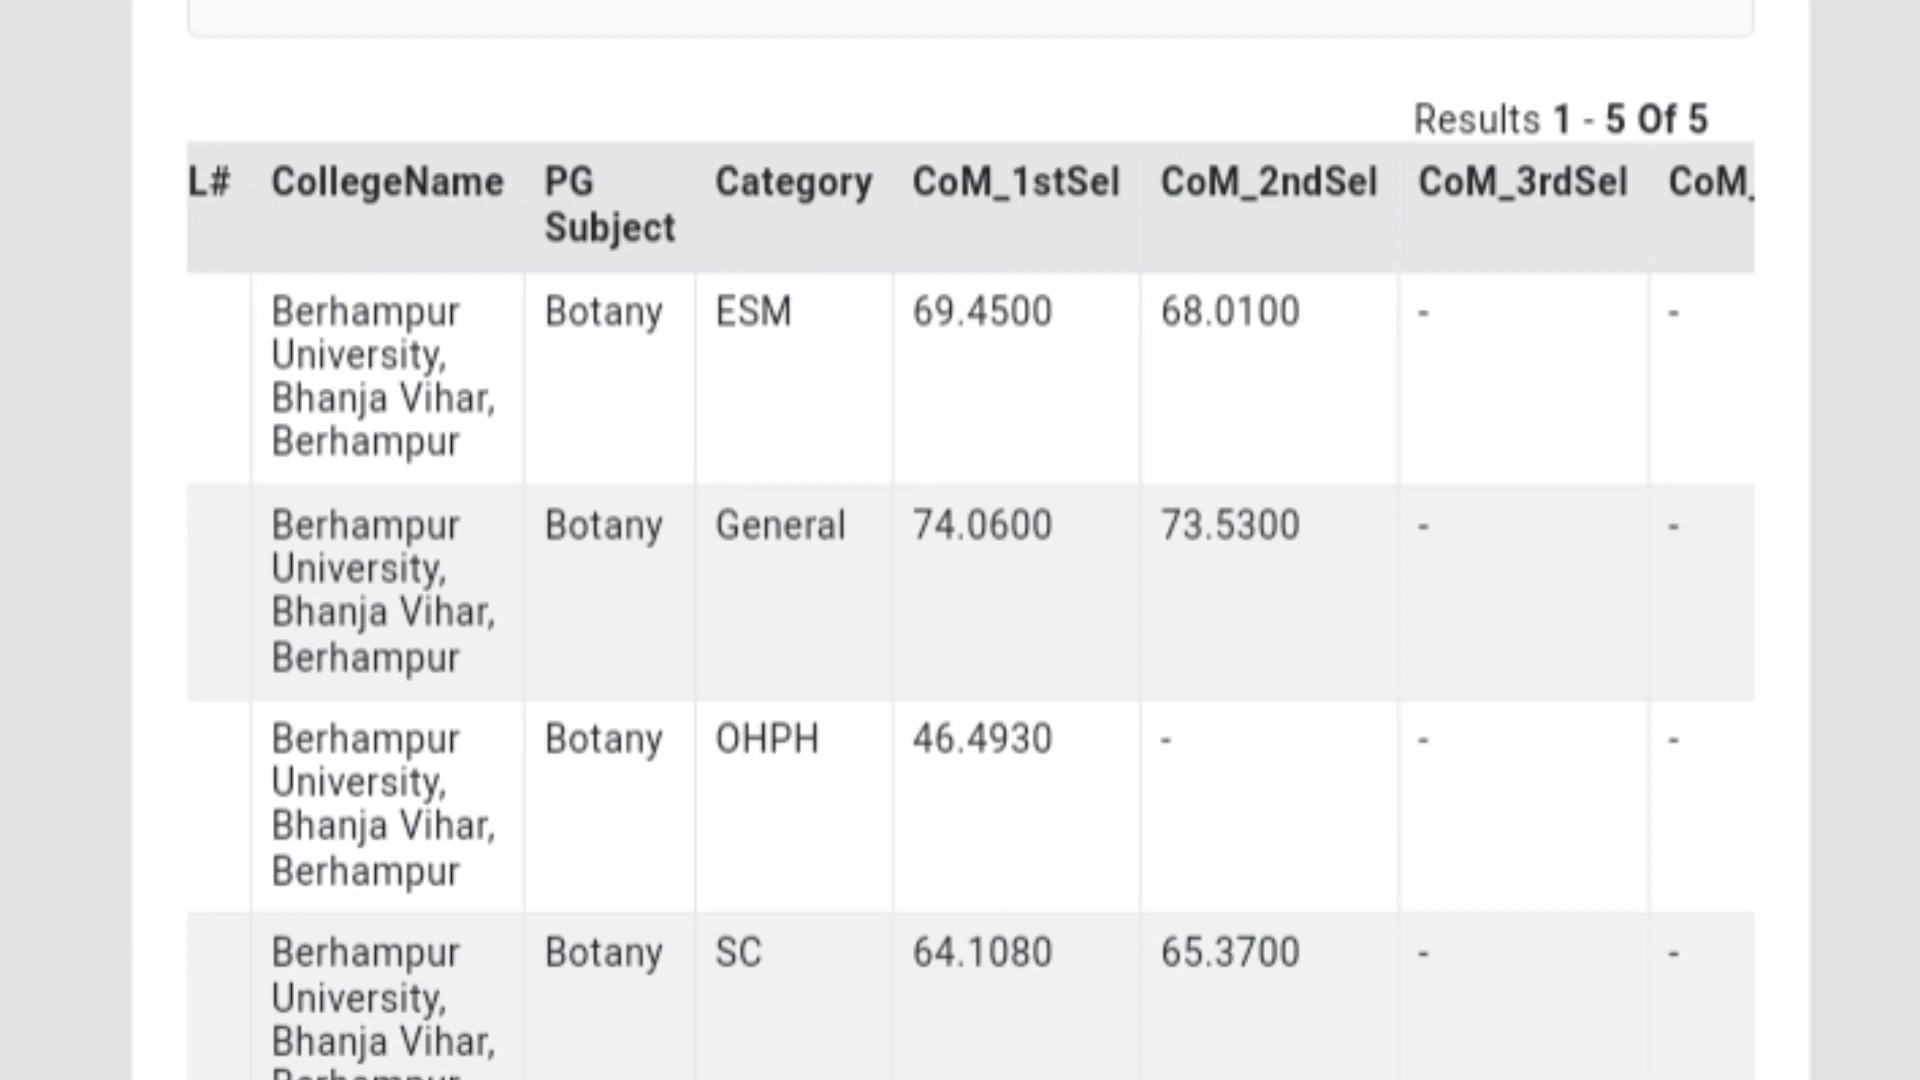 Results 1 - 5 Of 5
L# CollegeName PG Subject Category CoM_1stSel CoM_2ndSel CoM_3rdSel CoM_
Berhampur Botany ESM 69.4500 68.0100 - -
University,
Bhanja Vihar,
Berhampur
Berhampur Botany General 74.0600 73.5300 - -
University,
Bhanja Vihar,
Berhampur
Berhampur Botany OHPH 46.4930 - - -
University,
Bhanja Vihar,
Berhampur
Berhampur Botany SC 64.1080 65.3700 - -
University,
Bhanja Vihar,